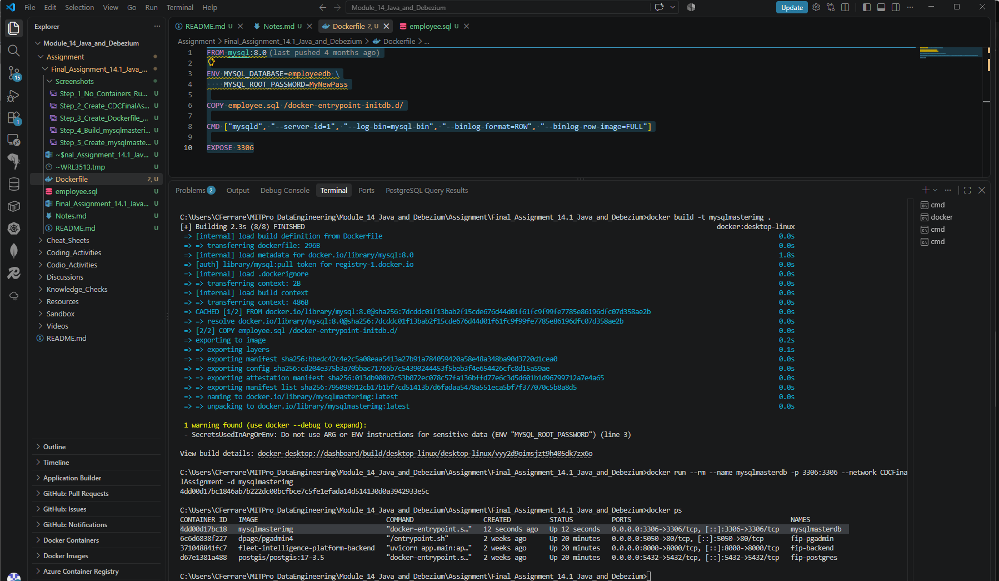 File Edit Selection View Go Run Terminal Help
Module_14_Java_and_Debezium
Update
Explorer
Module_14_Java_and_Debezium
Assignment
Final_Assignment_14.1_Java_...
Screenshots
Step_1_No_Containers_Ru... U
Step_2_Create_CDCFinalAs... U
Step_3_Create_Dockerfile_... U
Step_4_Build_mysqlmasteri... U
Step_5_Create_mysqlmaste... U
~$nal_Assignment_14.1_Jav... U
~WRL3513.tmp U
Dockerfile 2, U
employee.sql U
Final_Assignment_14.1_Java... U
Notes.md U
README.md U
Cheat_Sheets
Coding_Activities
Codio_Activities
Discussions
Knowledge_Checks
Resources
Sandbox
Videos
README.md
Outline
Timeline
Application Builder
GitHub: Pull Requests
GitHub: Issues
GitHub: Notifications
Docker Containers
Docker Images
Azure Container Registry
15
1
README.md U Notes.md U Dockerfile 2, U employee.sql U
Assignment > Final_Assignment_14.1_Java_and_Debezium > Dockerfile > ...
1 FROM mysql:8.0 (last pushed 4 months ago)
2
3 ENV MYSQL_DATABASE=employeedb \
4 MYSQL_ROOT_PASSWORD=MyNewPass
5
6 COPY employee.sql /docker-entrypoint-initdb.d/
7
8 CMD ["mysqld", "--server-id=1", "--log-bin=mysql-bin", "--binlog-format=ROW", "--binlog-row-image=FULL"]
9
10 EXPOSE 3306
Problems 2 Output Debug Console Terminal Ports PostgreSQL Query Results
cmd
docker
cmd
cmd
C:\Users\CFerrare\MITPro_DataEngineering\Module_14_Java_and_Debezium\Assignment\Final_Assignment_14.1_Java_and_Debezium>docker build -t mysqlmasterimg .
[+] Building 2.3s (8/8) FINISHED docker:desktop-linux
=> [internal] load build definition from Dockerfile 0.0s
=> => transferring dockerfile: 296B 0.0s
=> [internal] load metadata for docker.io/library/mysql:8.0 1.8s
=> [auth] library/mysql:pull token for registry-1.docker.io 0.0s
=> [internal] load .dockerignore 0.0s
=> => transferring context: 2B 0.0s
=> [internal] load build context 0.0s
=> => transferring context: 486B 0.0s
=> CACHED [1/2] FROM docker.io/library/mysql:8.0@sha256:7dcddc01f13bab2f15cde676d44d01f61fc9f99fe7785e86196dfc07d358ae2b 0.0s
=> => resolve docker.io/library/mysql:8.0@sha256:7dcddc01f13bab2f15cde676d44d01f61fc9f99fe7785e86196dfc07d358ae2b 0.0s
=> [2/2] COPY employee.sql /docker-entrypoint-initdb.d/ 0.0s
=> exporting to image 0.2s
=> => exporting layers 0.1s
=> => exporting manifest sha256:bbedc42c4e2c5a08eaa5413a27b91a784059420a58e48a348ba90d3720d1cea0 0.0s
=> => exporting config sha256:cd204e375b3a70bbac71766b7c54390244453f5beb3f4e654426cfc8d15a59ae 0.0s
=> => exporting attestation manifest sha256:013db900b7c53b072ec078c57fa136bffd77e6c3d5d601b1d96799712a7e4a65 0.0s
=> => exporting manifest list sha256:795098912cb17b1bf7cd51413b7d6fadaa5478a551eca5bf7f377070c5b8a8d5 0.0s
=> => naming to docker.io/library/mysqlmasterimg:latest 0.0s
=> => unpacking to docker.io/library/mysqlmasterimg:latest 0.0s
1 warning found (use docker --debug to expand):
- SecretsUsedInArgOrEnv: Do not use ARG or ENV instructions for sensitive data (ENV "MYSQL_ROOT_PASSWORD") (line 3)
View build details: docker-desktop://dashboard/build/desktop-linux/desktop-linux/vyy2d9oimsjzt9h405dk7zx6o
C:\Users\CFerrare\MITPro_DataEngineering\Module_14_Java_and_Debezium\Assignment\Final_Assignment_14.1_Java_and_Debezium>docker run --rm --name mysqlmasterdb -p 3306:3306 --network CDCFina
lAssignment -d mysqlmasterimg
4dd00d17bc1846ab7b222dc00bcfbce7c5fe1efada14d514130d0a3942933e5c
C:\Users\CFerrare\MITPro_DataEngineering\Module_14_Java_and_Debezium\Assignment\Final_Assignment_14.1_Java_and_Debezium>docker ps
CONTAINER ID IMAGE COMMAND CREATED STATUS PORTS NAMES
4dd00d17bc18 mysqlmasterimg "docker-entrypoint.s…" 12 seconds ago Up 12 seconds 0.0.0.0:3306->3306/tcp, [::]:3306->3306/tcp mysqlmasterdb
6c6d6838f227 dpage/pgadmin4 "/entrypoint.sh" 2 weeks ago Up 20 minutes 0.0.0.0:5050->80/tcp, [::]:5050->80/tcp fip-pgadmin
371048841fc7 fleet-intelligence-platform-backend "uvicorn app.main:ap…" 2 weeks ago Up 20 minutes 0.0.0.0:8000->8000/tcp, [::]:8000->8000/tcp fip-backend
d67e1381a488 postgis/postgis:17-3.5 "docker-entrypoint.s…" 2 weeks ago Up 20 minutes 0.0.0.0:5432->5432/tcp, [::]:5432->5432/tcp fip-postgres
C:\Users\CFerrare\MITPro_DataEngineering\Module_14_Java_and_Debezium\Assignment\Final_Assignment_14.1_Java_and_Debezium>